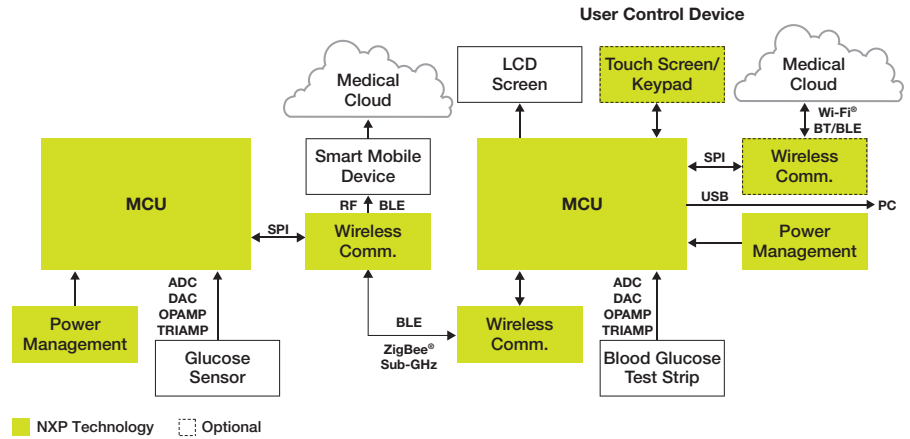 User Control Device
Medical
Cloud
LCD
Screen
Touch Screen/
Keypad
Medical
Cloud
Wi-Fi®
BT/BLE
Smart Mobile
Device
MCU
RF
BLE
SPI
Wireless
Comm.
MCU
SPI
Wireless
Comm.
USB
PC
Power
Management
ADC
DAC
OPAMP
TRIAMP
Power
Management
Glucose
Sensor
BLE
ZigBee®
Sub-GHz
Wireless
Comm.
ADC
DAC
OPAMP
TRIAMP
Blood Glucose
Test Strip
NXP Technology
Optional